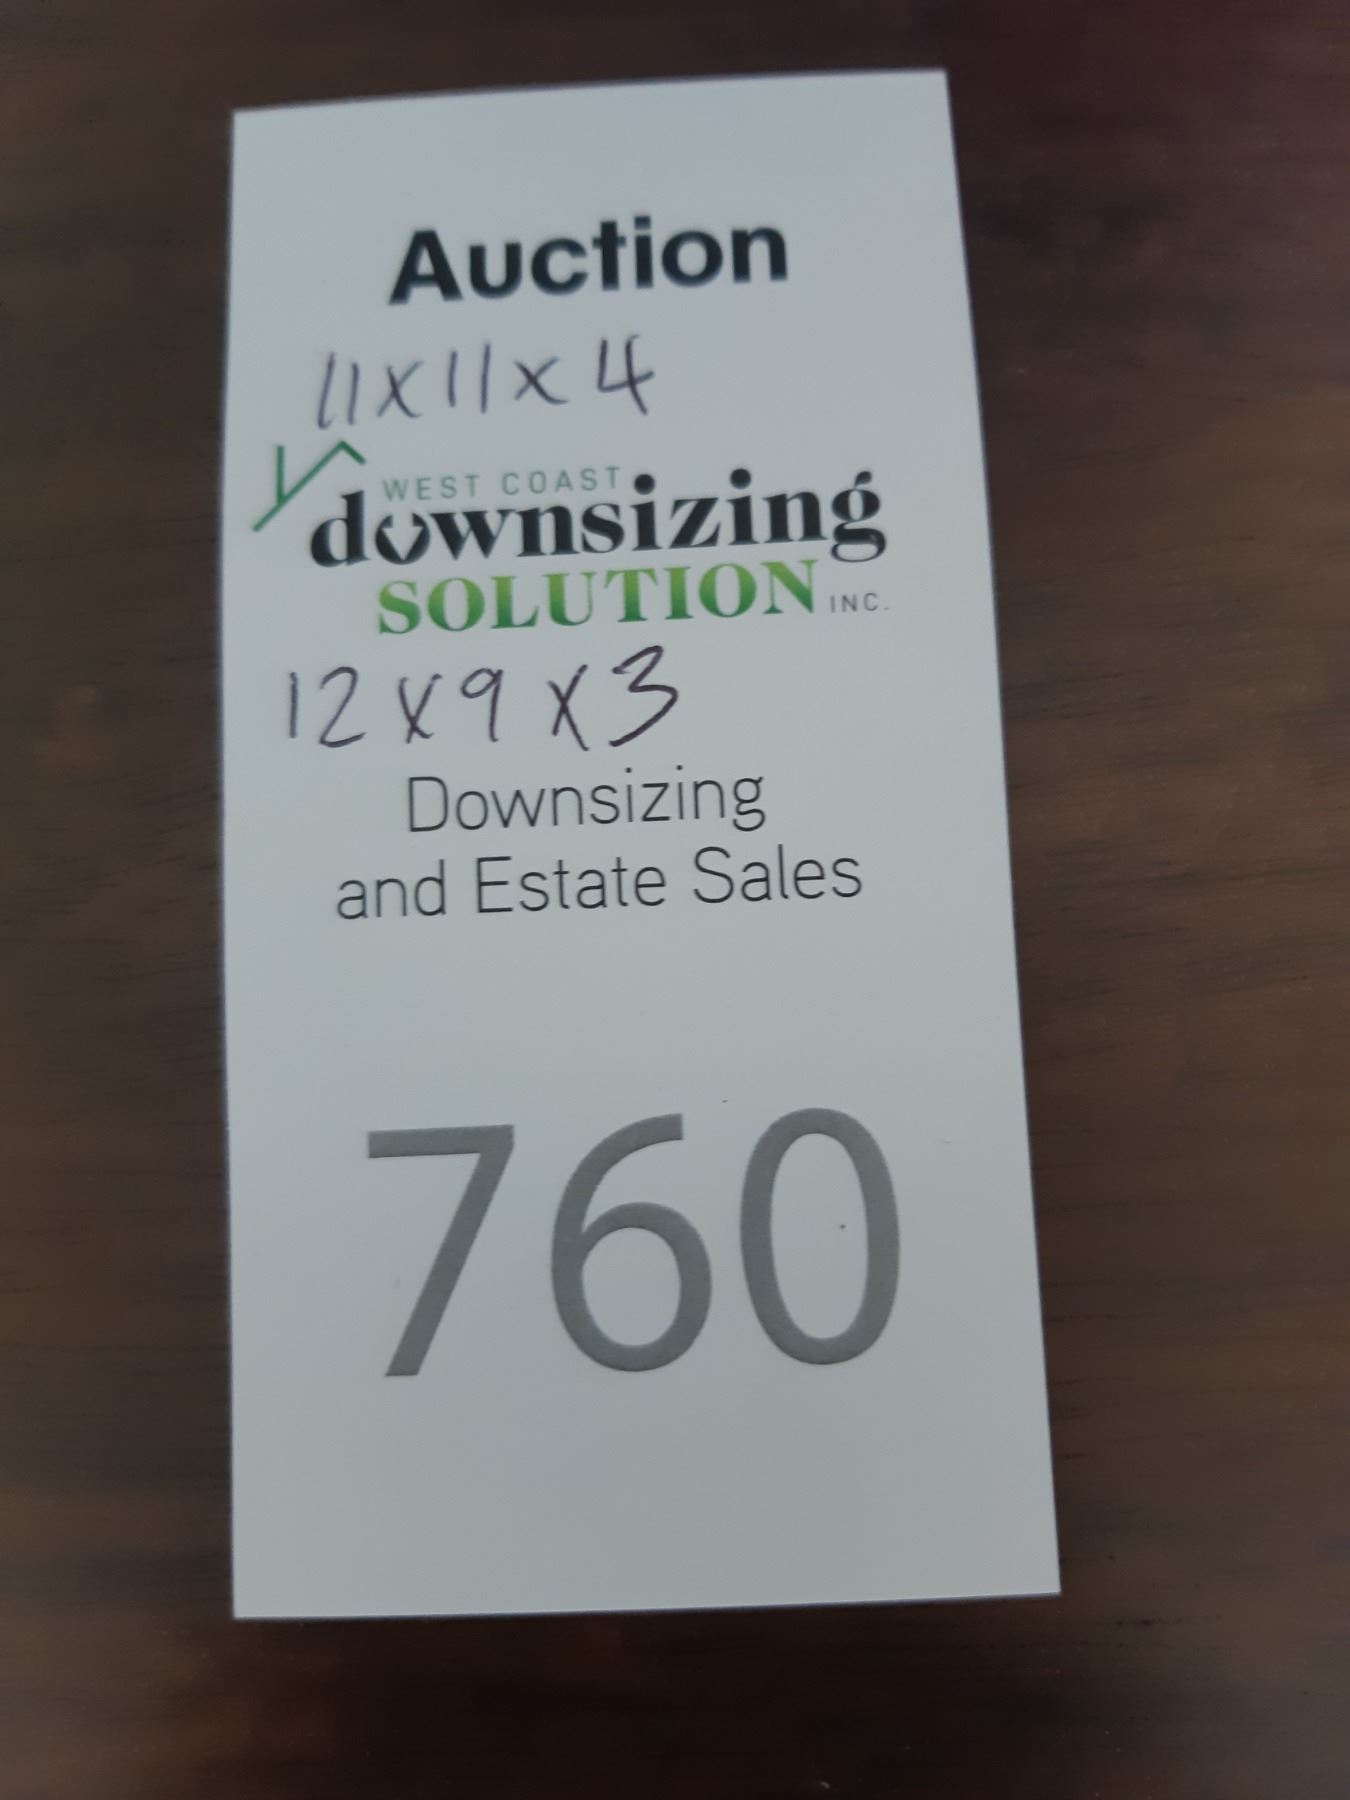 Auction
11x11x4
WEST COAST
downsizing
SOLUTION INC.
12x9x3
Downsizing
and Estate Sales
760